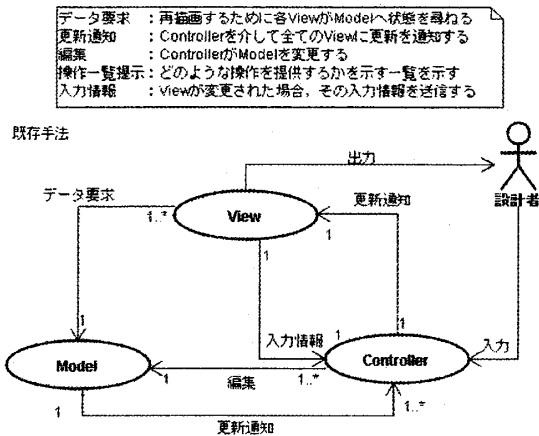 データ要求　：再描画するために各ViewがModelへ状態を尋ねる
更新通知　　：Controllerを介して全てのViewに更新を通知する
編集　　　　：ControllerがModelを変更する
操作一覧提示：どのような操作を提供するかを示す一覧を示す
入力情報　　：Viewが変更された場合，その入力情報を送信する
既存手法
出力
設計者
データ要求
1..*
View
更新通知
1
1
入力情報
1
1
1
入力
Model
1
編集
1..*
Controller
1
更新通知
1..*